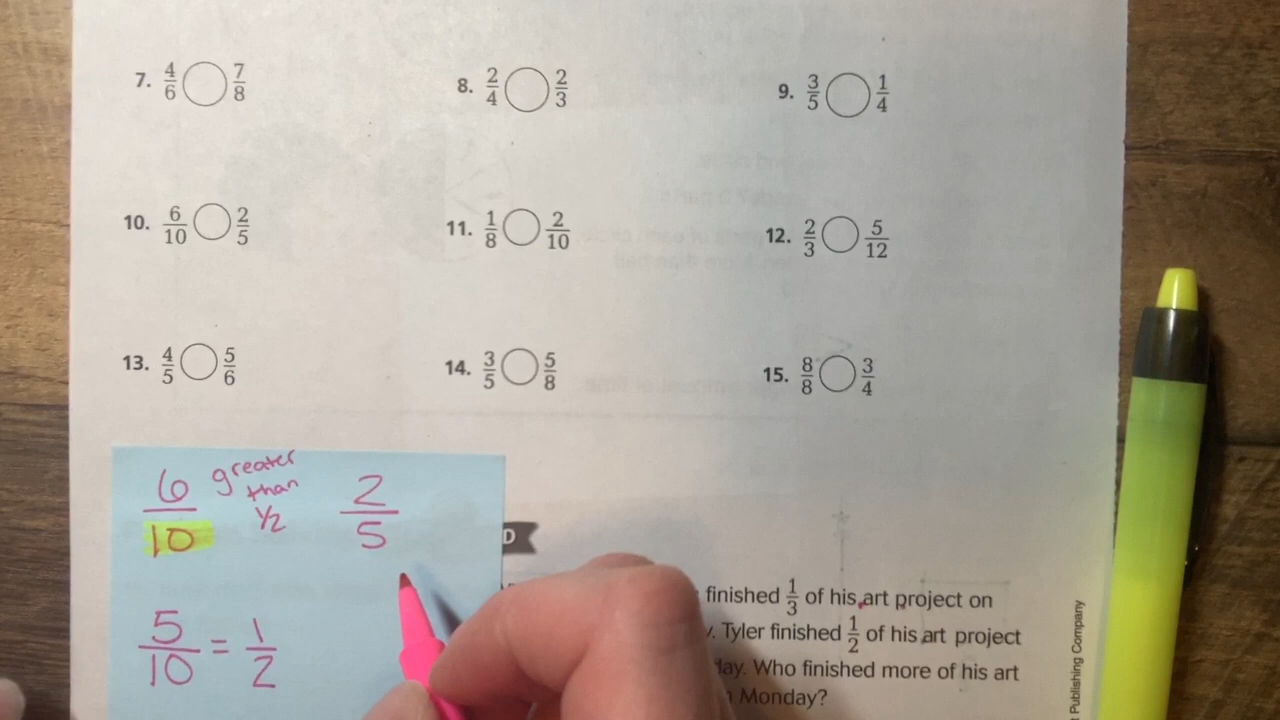 7. 4/6 ○ 7/8
8. 2/4 ○ 2/3
9. 3/5 ○ 1/4
10. 6/10 ○ 2/5
11. 1/8 ○ 2/10
12. 2/3 ○ 5/12
13. 4/5 ○ 5/6
14. 3/5 ○ 5/8
15. 8/8 ○ 3/4
6/10 greater than 1/2
2/5
5/10 = 1/2
D
finished 1/3 of his art project on
. Tyler finished 1/2 of his art project
day. Who finished more of his art
Monday?
Publishing Company